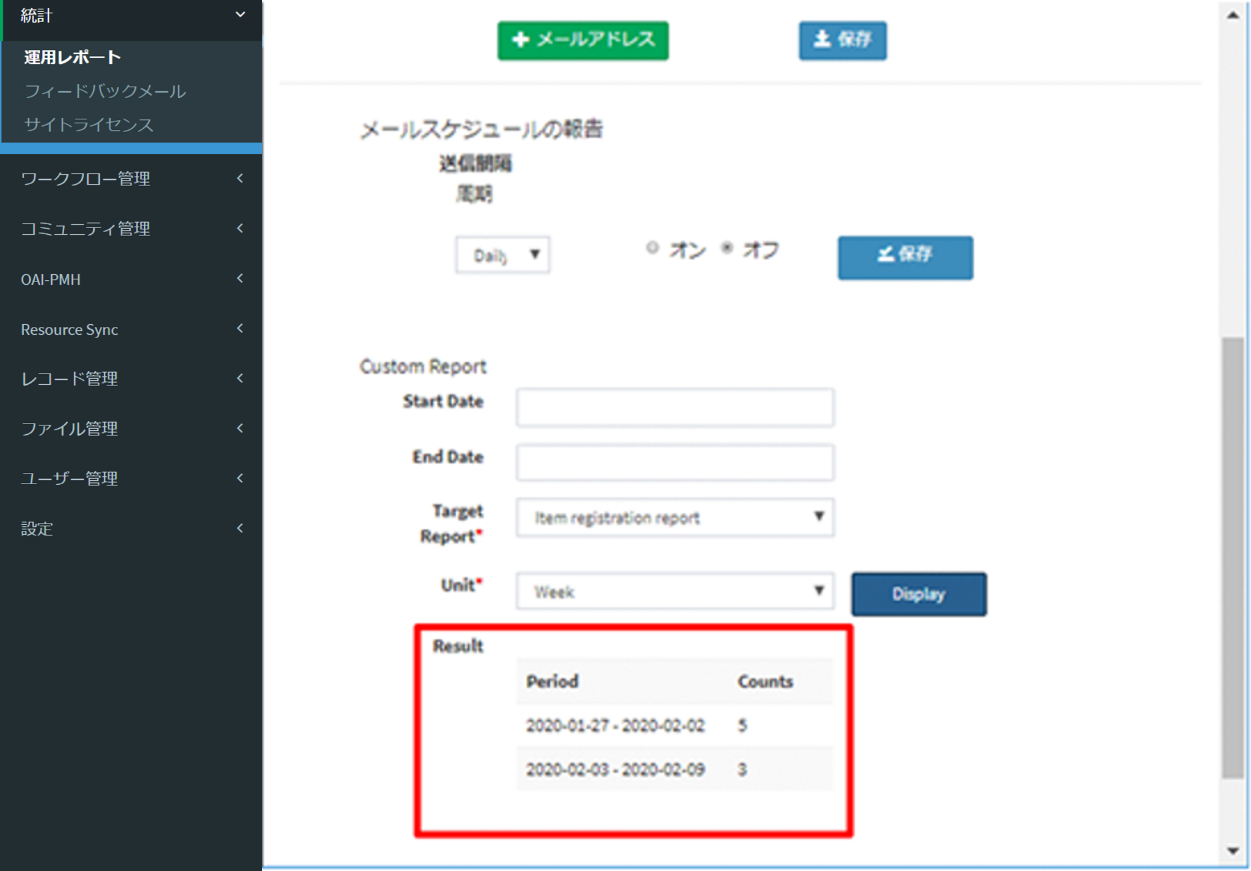 統計
運用レポート
フィードバックメール
サイトライセンス
ワークフロー管理
コミュニティ管理
OAI-PMH
Resource Sync
レコード管理
ファイル管理
ユーザー管理
設定
メールアドレス 保存
メールスケジュールの報告
送信間隔
周期
Daily オン オフ 保存
Custom Report
Start Date
End Date
Target
Report* Item registration report
Unit* Week Display
Result
Period Counts
2020-01-27 - 2020-02-02 5
2020-02-03 - 2020-02-09 3